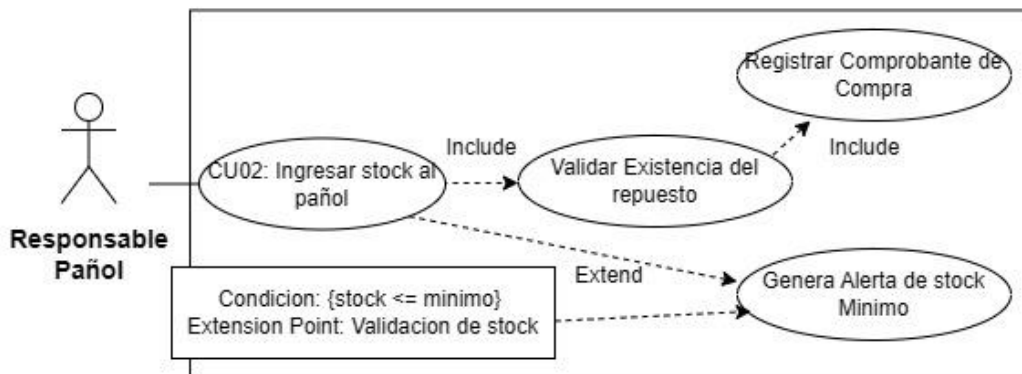 Registrar Comprobante de
Compra
Include
Include
CU02: Ingresar stock al
pañol
Validar Existencia del
repuesto
Responsable
Pañol
Extend
Genera Alerta de stock
Minimo
Condicion: {stock <= minimo}
Extension Point: Validacion de stock